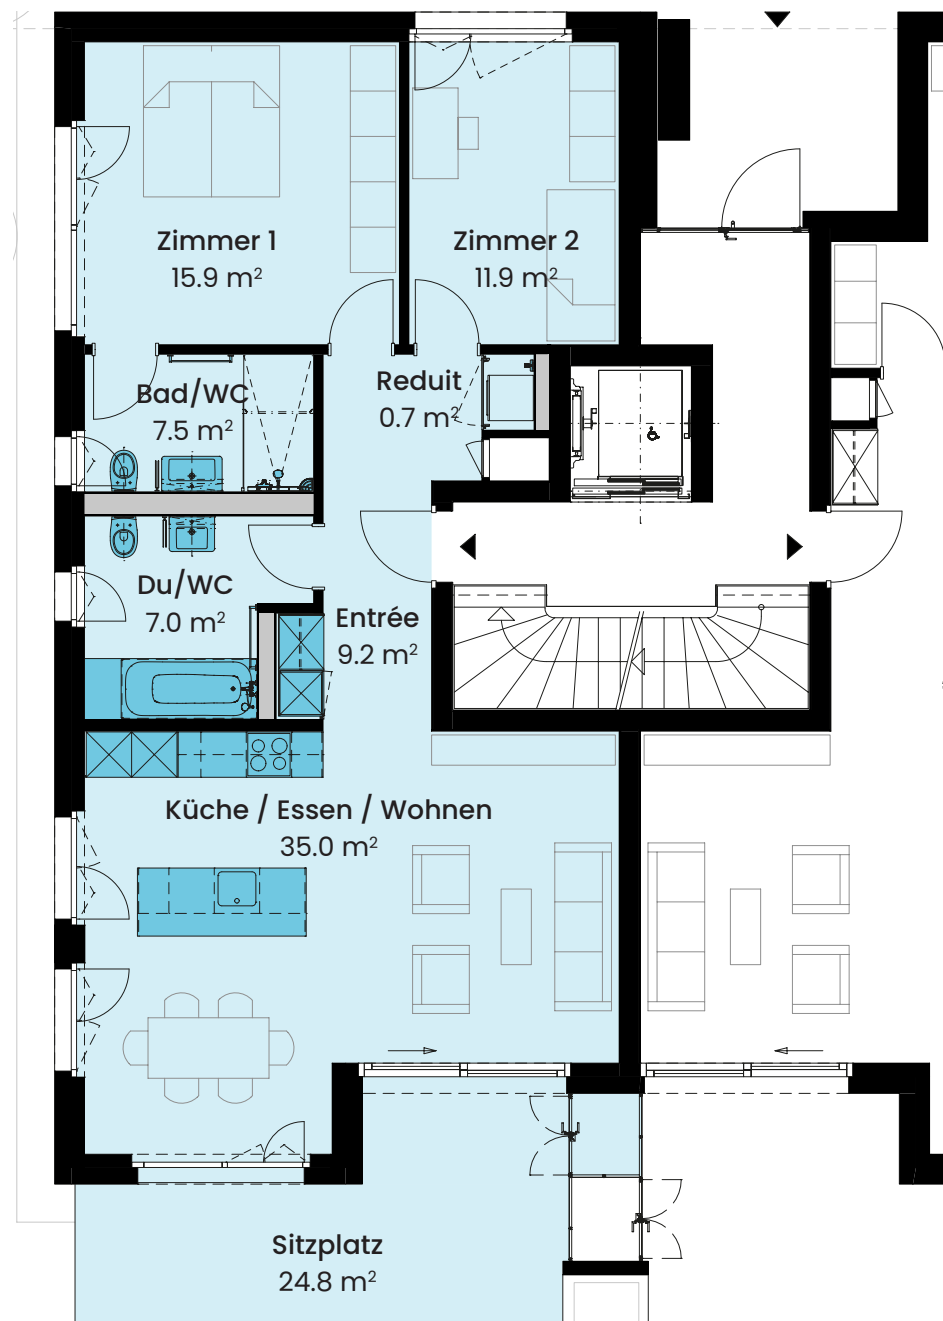 Zimmer 1
15.9 m²
Zimmer 2
11.9 m²
Bad/WC
7.5 m²
Reduit
0.7 m²
Du/WC
7.0 m²
Entrée
9.2 m²
Küche / Essen / Wohnen
35.0 m²
Sitzplatz
24.8 m²